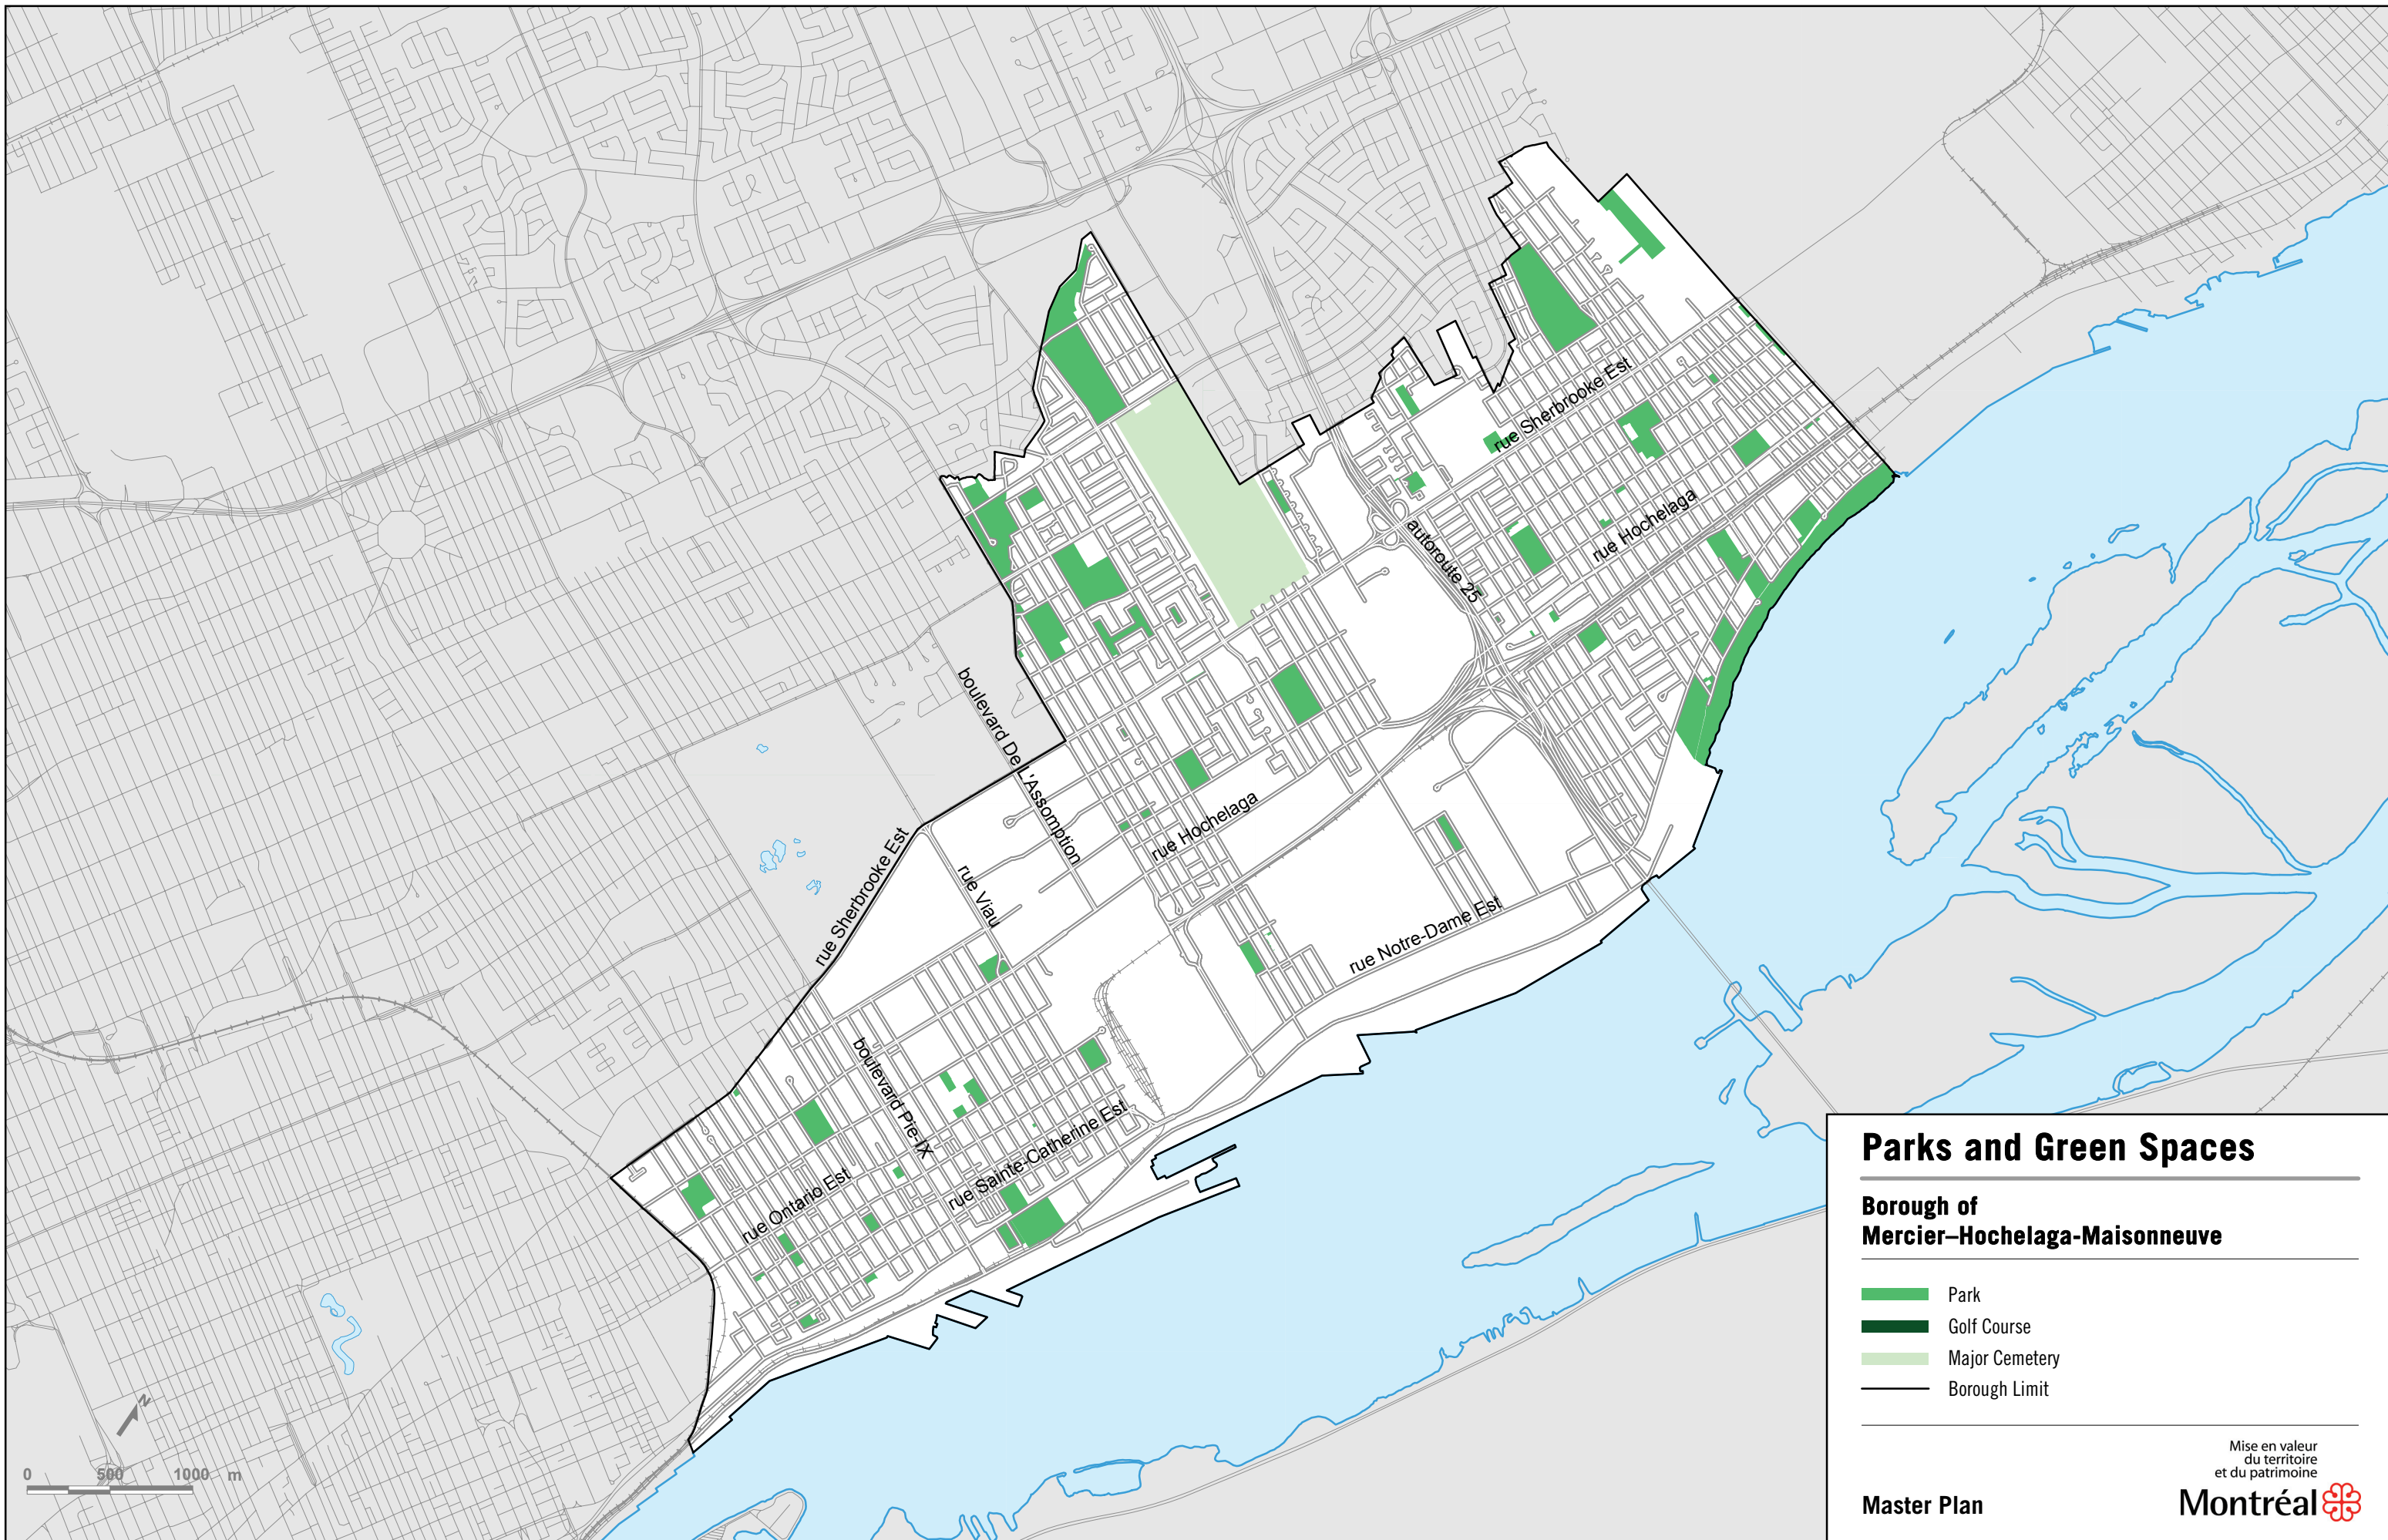 rue Sherbrooke Est
rue Hochelaga
autoroute 25
boulevard De L'Assomption
rue Hochelaga
rue Sherbrooke Est
rue Viau
rue Notre-Dame Est
boulevard Pie-IX
rue Sainte-Catherine Est
rue Ontario Est
N
0 500 1000 m
Parks and Green Spaces
Borough of
Mercier–Hochelaga-Maisonneuve
Park
Golf Course
Major Cemetery
Borough Limit
Mise en valeur
du territoire
et du patrimoine
Master Plan
Montréal